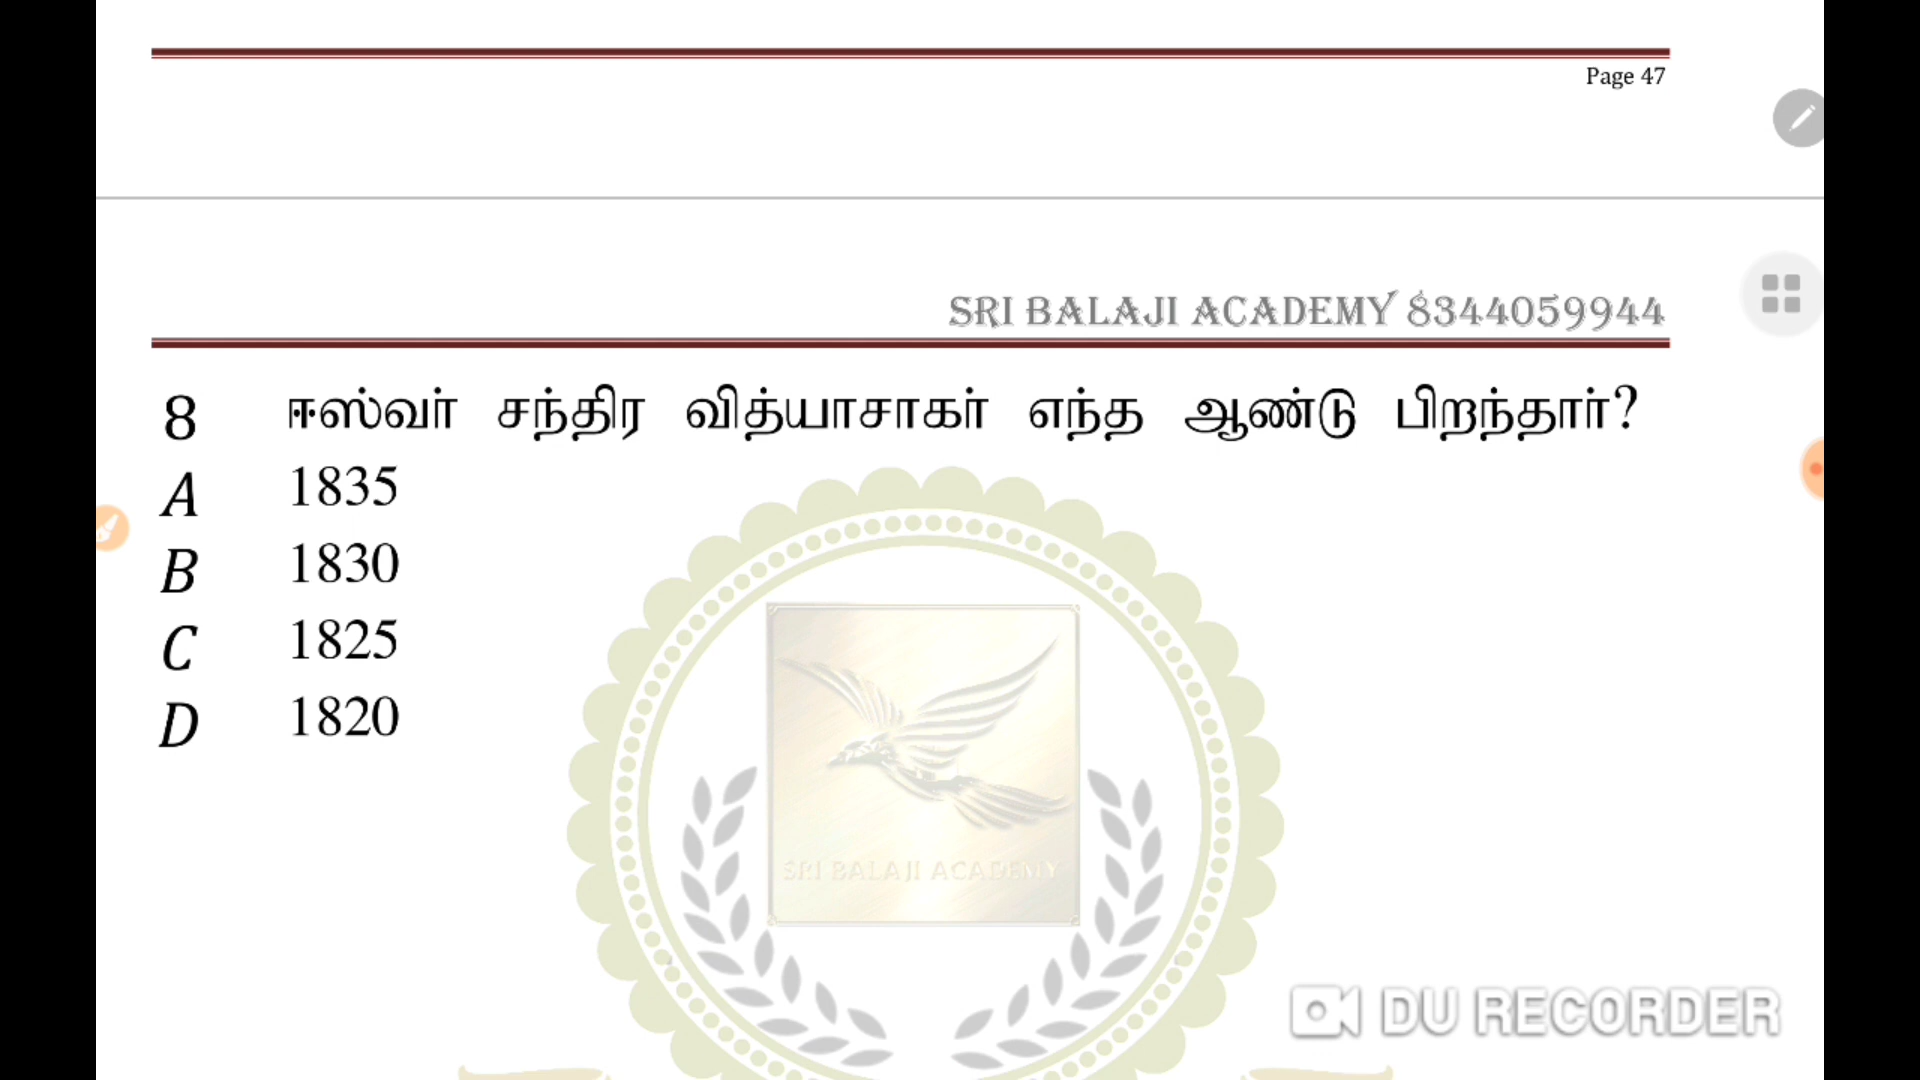 Page 47
SRI BALAJI ACADEMY 8344059944
8 ஈஸ்வர் சந்திர வித்யாசாகர் எந்த ஆண்டு பிறந்தார்?
A 1835
B 1830
C 1825
D 1820
SRI BALAJI ACADEMY
DU RECORDER